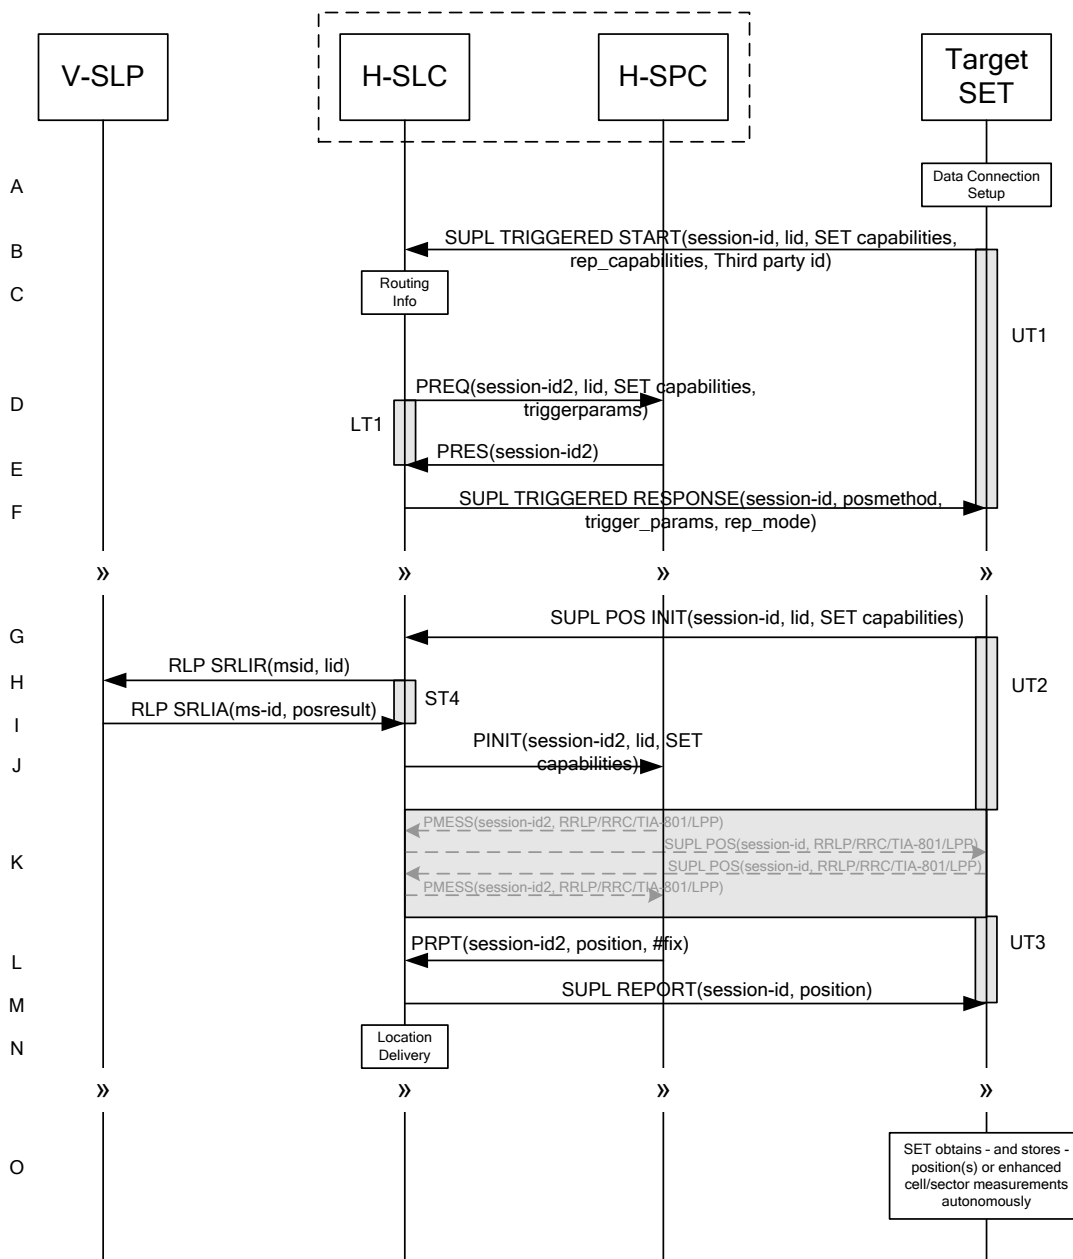 V-SLP
H-SLC
H-SPC
Target
SET
A
Data Connection
Setup
B
SUPL TRIGGERED START(session-id, lid, SET capabilities,
rep_capabilities, Third party id)
C
Routing
Info
UT1
D
PREQ(session-id2, lid, SET capabilities,
triggerparams)
LT1
E
PRES(session-id2)
F
SUPL TRIGGERED RESPONSE(session-id, posmethod,
trigger_params, rep_mode)
» » » »
G
SUPL POS INIT(session-id, lid, SET capabilities)
H
RLP SRLIR(msid, lid)
ST4
UT2
I
RLP SRLIA(ms-id, posresult)
J
PINIT(session-id2, lid, SET
capabilities)
PMESS(session-id2, RRLP/RRC/TIA-801/LPP)
SUPL POS(session-id, RRLP/RRC/TIA-801/LPP)
K
SUPL POS(session-id, RRLP/RRC/TIA-801/LPP)
PMESS(session-id2, RRLP/RRC/TIA-801/LPP)
L
PRPT(session-id2, position, #fix)
UT3
M
SUPL REPORT(session-id, position)
N
Location
Delivery
» » » »
O
SET obtains - and stores -
position(s) or enhanced
cell/sector measurements
autonomously